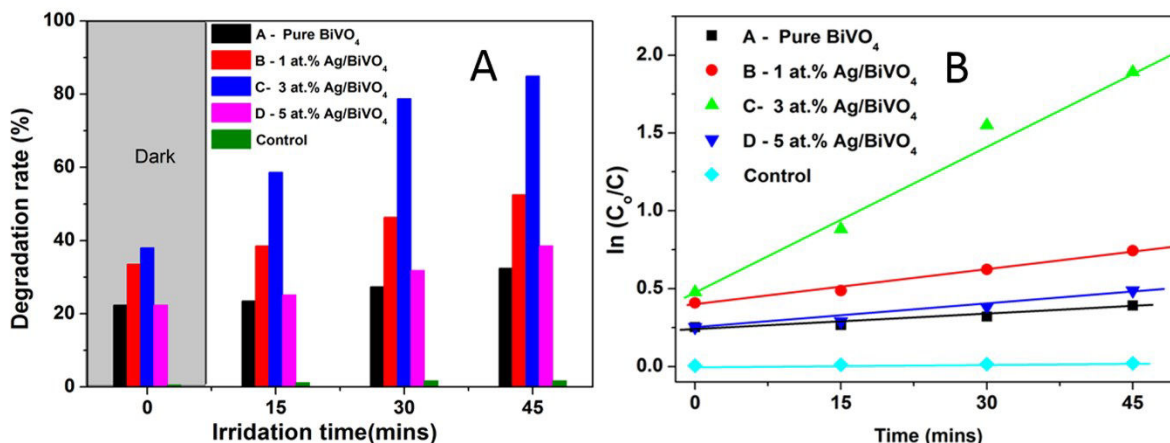 100
80
60
40
20
0
Degradation rate (%)
Dark
A - Pure BiVO₄
B - 1 at.% Ag/BiVO₄
C- 3 at.% Ag/BiVO₄
D - 5 at.% Ag/BiVO₄
Control
A
0 15 30 45
Irridation time(mins)
2.0
1.5
1.0
0.5
0.0
ln (Cₒ/C)
A - Pure BiVO₄
B - 1 at.% Ag/BiVO₄
C- 3 at.% Ag/BiVO₄
D - 5 at.% Ag/BiVO₄
Control
B
0 15 30 45
Time (mins)